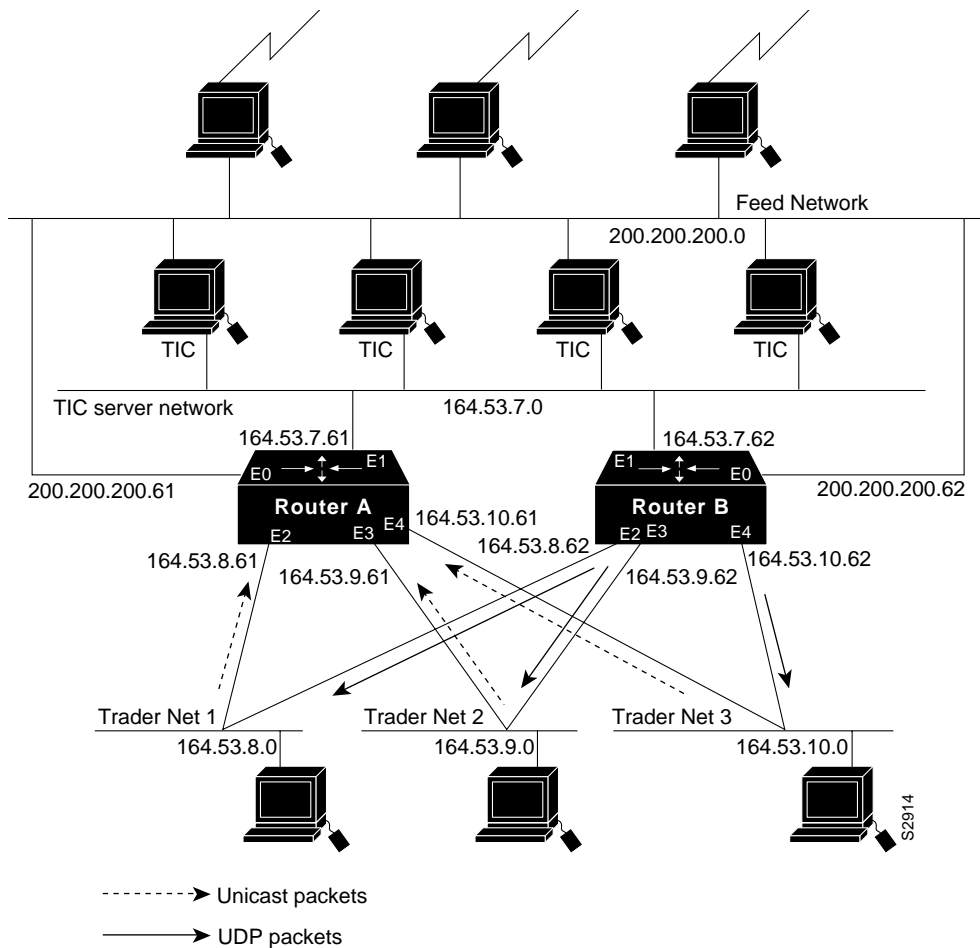 Feed Network
200.200.200.0
TIC
TIC
TIC
TIC
TIC server network
164.53.7.0
164.53.7.61
164.53.7.62
E0
E1
E1
E0
200.200.200.61
200.200.200.62
Router A
Router B
E2
E3
E4
E2
E3
E4
164.53.10.61
164.53.8.62
164.53.8.61
164.53.9.61
164.53.9.62
164.53.10.62
Trader Net 1
Trader Net 2
Trader Net 3
164.53.8.0
164.53.9.0
164.53.10.0
S2914
Unicast packets
UDP packets